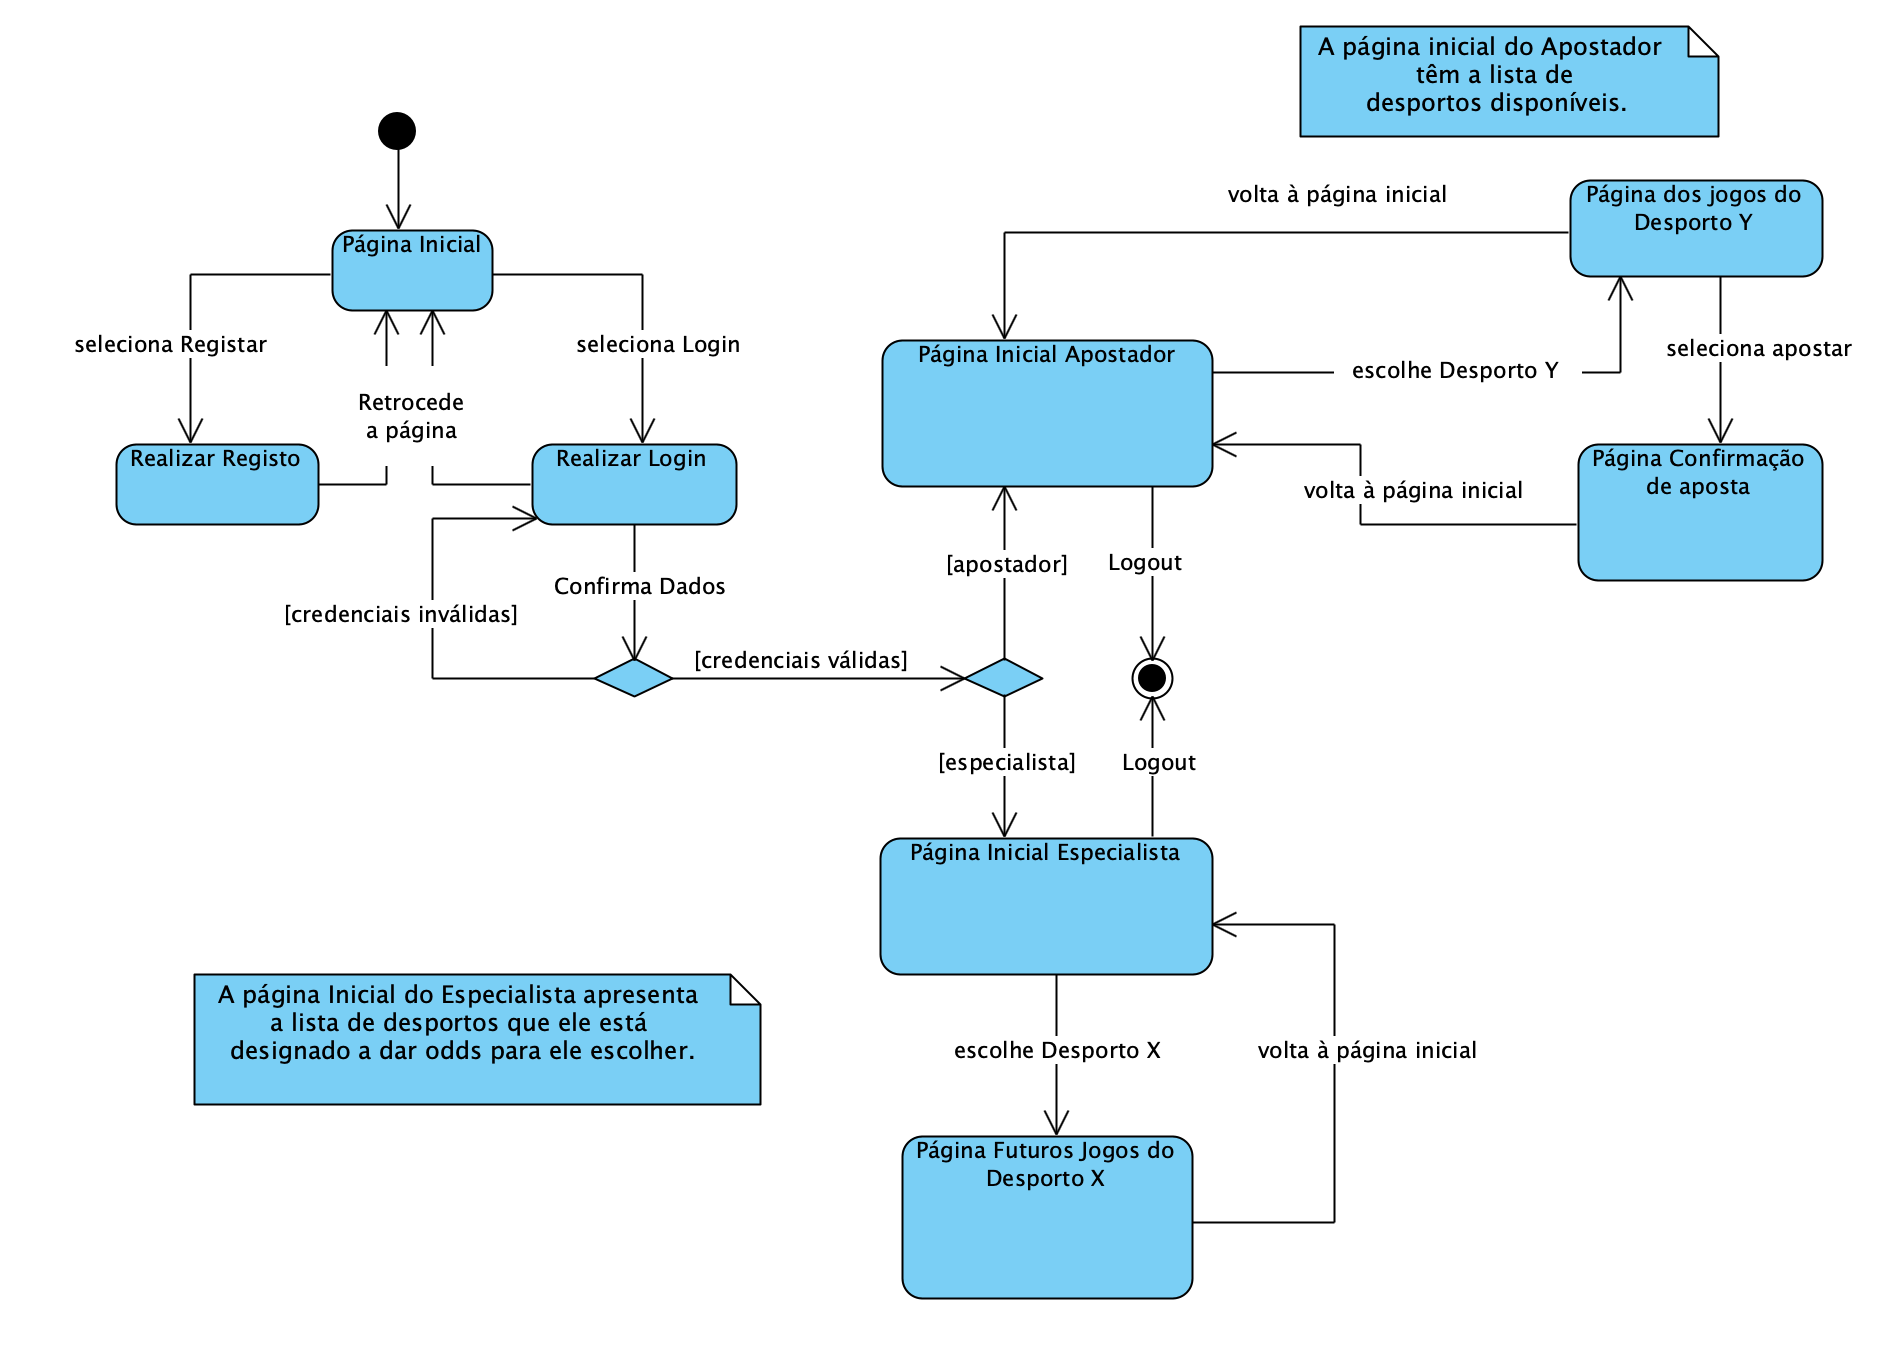 A página inicial do Apostador
têm a lista de
desportos disponíveis.
volta à página inicial
Página dos jogos do
Desporto Y
Página Inicial
seleciona Registar
seleciona Login
Página Inicial Apostador
escolhe Desporto Y
seleciona apostar
Retrocede
a página
Realizar Registo
Realizar Login
Página Confirmação
de aposta
volta à página inicial
[apostador]
Logout
Confirma Dados
[credenciais inválidas]
[credenciais válidas]
[especialista]
Logout
Página Inicial Especialista
A página Inicial do Especialista apresenta
a lista de desportos que ele está
designado a dar odds para ele escolher.
escolhe Desporto X
volta à página inicial
Página Futuros Jogos do
Desporto X